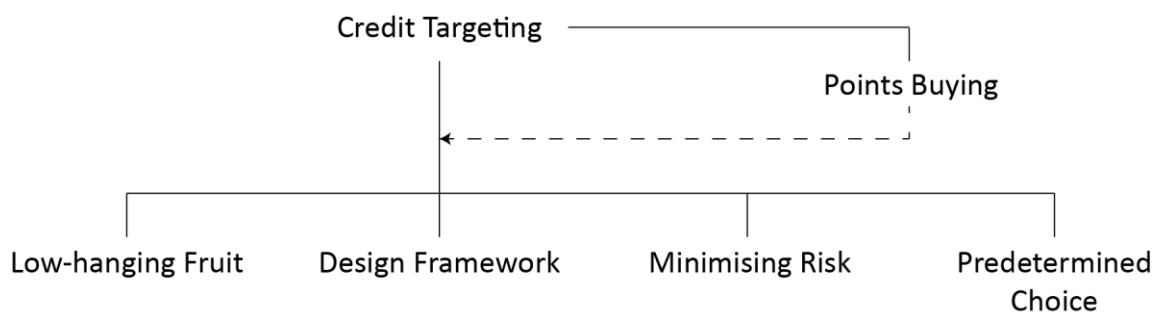 Credit Targeting
Points Buying
Low-hanging Fruit
Design Framework
Minimising Risk
Predetermined
Choice